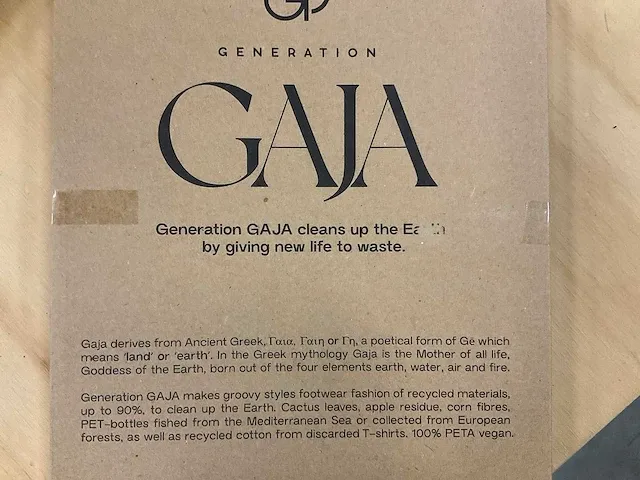 GENERATION
GAJA
Generation GAJA cleans up the
by giving new life to waste.
Gaja derives from Ancient Greek, Γαια, Γαιη or Γη, a poetical form of Gē which
means 'land' or 'earth'. In the Greek mythology Gaja is the Mother of all life,
Goddess of the Earth, born out of the four elements earth, water, air and fire.
Generation GAJA makes groovy styles footwear fashion of recycled materials,
up to 90%, to clean up the Earth. Cactus leaves, apple residue, corn fibres,
PET-bottles fished from the Mediterranean Sea or collected from European
forests, as well as recycled cotton from discarded T-shirts. 100% PETA vegan.